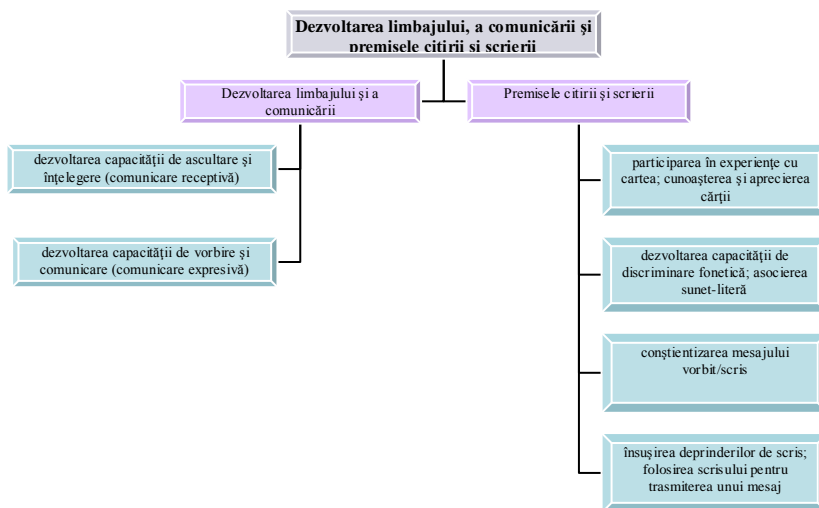 Dezvoltarea limbajului, a comunicării şi
premisele citirii si scrierii
Dezvoltarea limbajului şi a
comunicării
Premisele citirii şi scrierii
dezvoltarea capacităţii de ascultare şi
înţelegere (comunicare receptivă)
dezvoltarea capacităţii de vorbire şi
comunicare (comunicare expresivă)
participarea în experienţe cu
cartea; cunoaşterea şi aprecierea
cărţii
dezvoltarea capacităţii de
discriminare fonetică; asocierea
sunet-literă
conştientizarea mesajului
vorbit/scris
însuşirea deprinderilor de scris;
folosirea scrisului pentru
trasmiterea unui mesaj